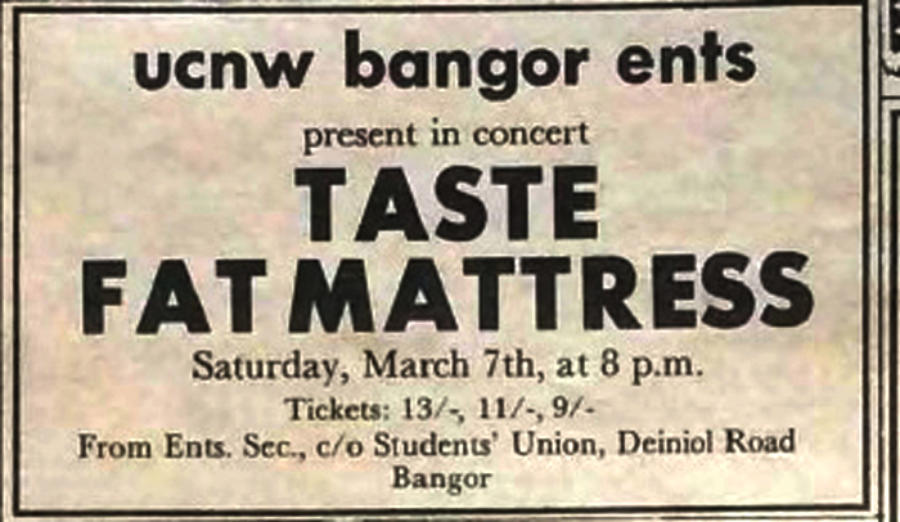 ucnw bangor ents
present in concert
TASTE
FAT MATTRESS
Saturday, March 7th, at 8 p.m.
Tickets: 13/-, 11/-, 9/-
From Ents. Sec., c/o Students' Union, Deiniol Road
Bangor